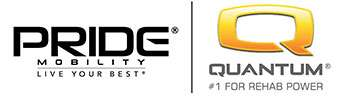 PRIDE®
MOBILITY
LIVE YOUR BEST®
QUANTUM®
#1 FOR REHAB POWER